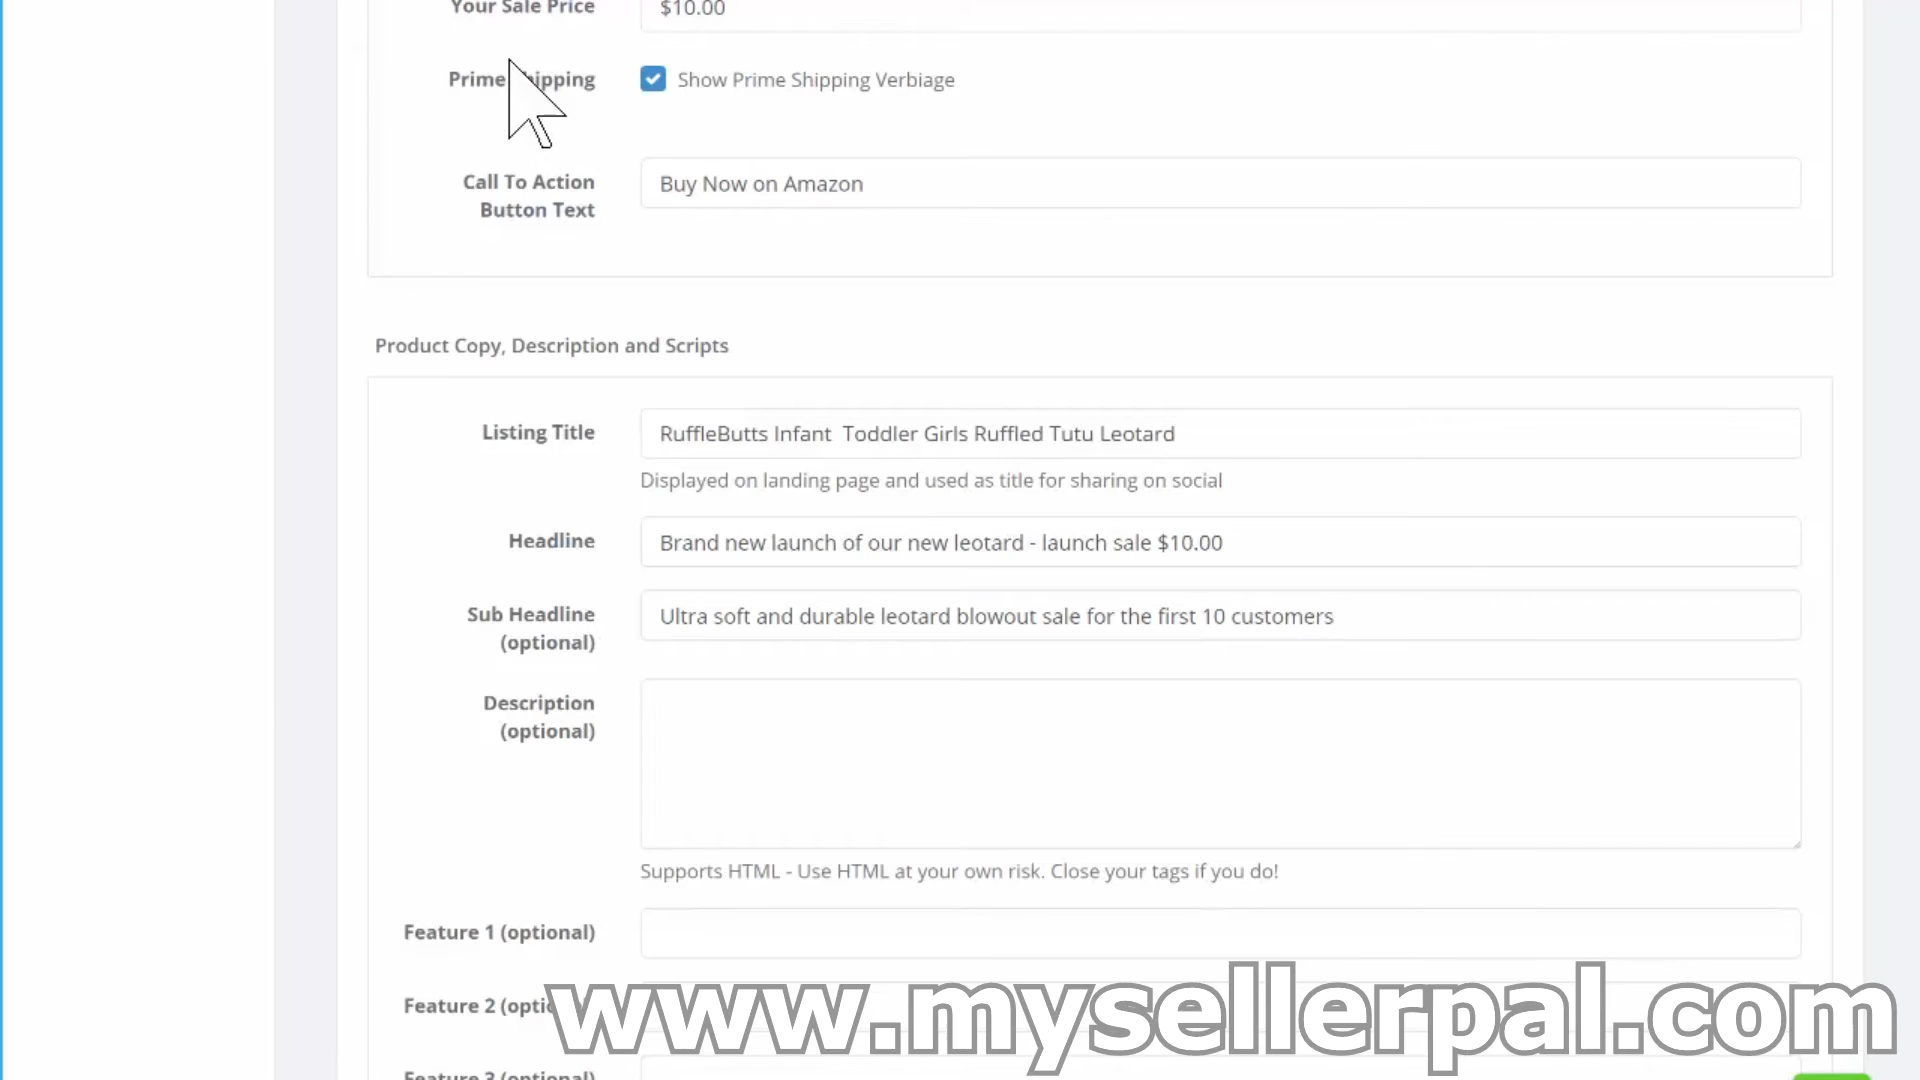 Your Sale Price
$10.00
Prime Shipping
Show Prime Shipping Verbiage
Call To Action
Button Text
Buy Now on Amazon
Product Copy, Description and Scripts
Listing Title
RuffleButts Infant  Toddler Girls Ruffled Tutu Leotard
Displayed on landing page and used as title for sharing on social
Headline
Brand new launch of our new leotard - launch sale $10.00
Sub Headline
(optional)
Ultra soft and durable leotard blowout sale for the first 10 customers
Description
(optional)
Supports HTML - Use HTML at your own risk. Close your tags if you do!
Feature 1 (optional)
Feature 2 (optio
www.mysellerpal.com
Feature 3 (optional)